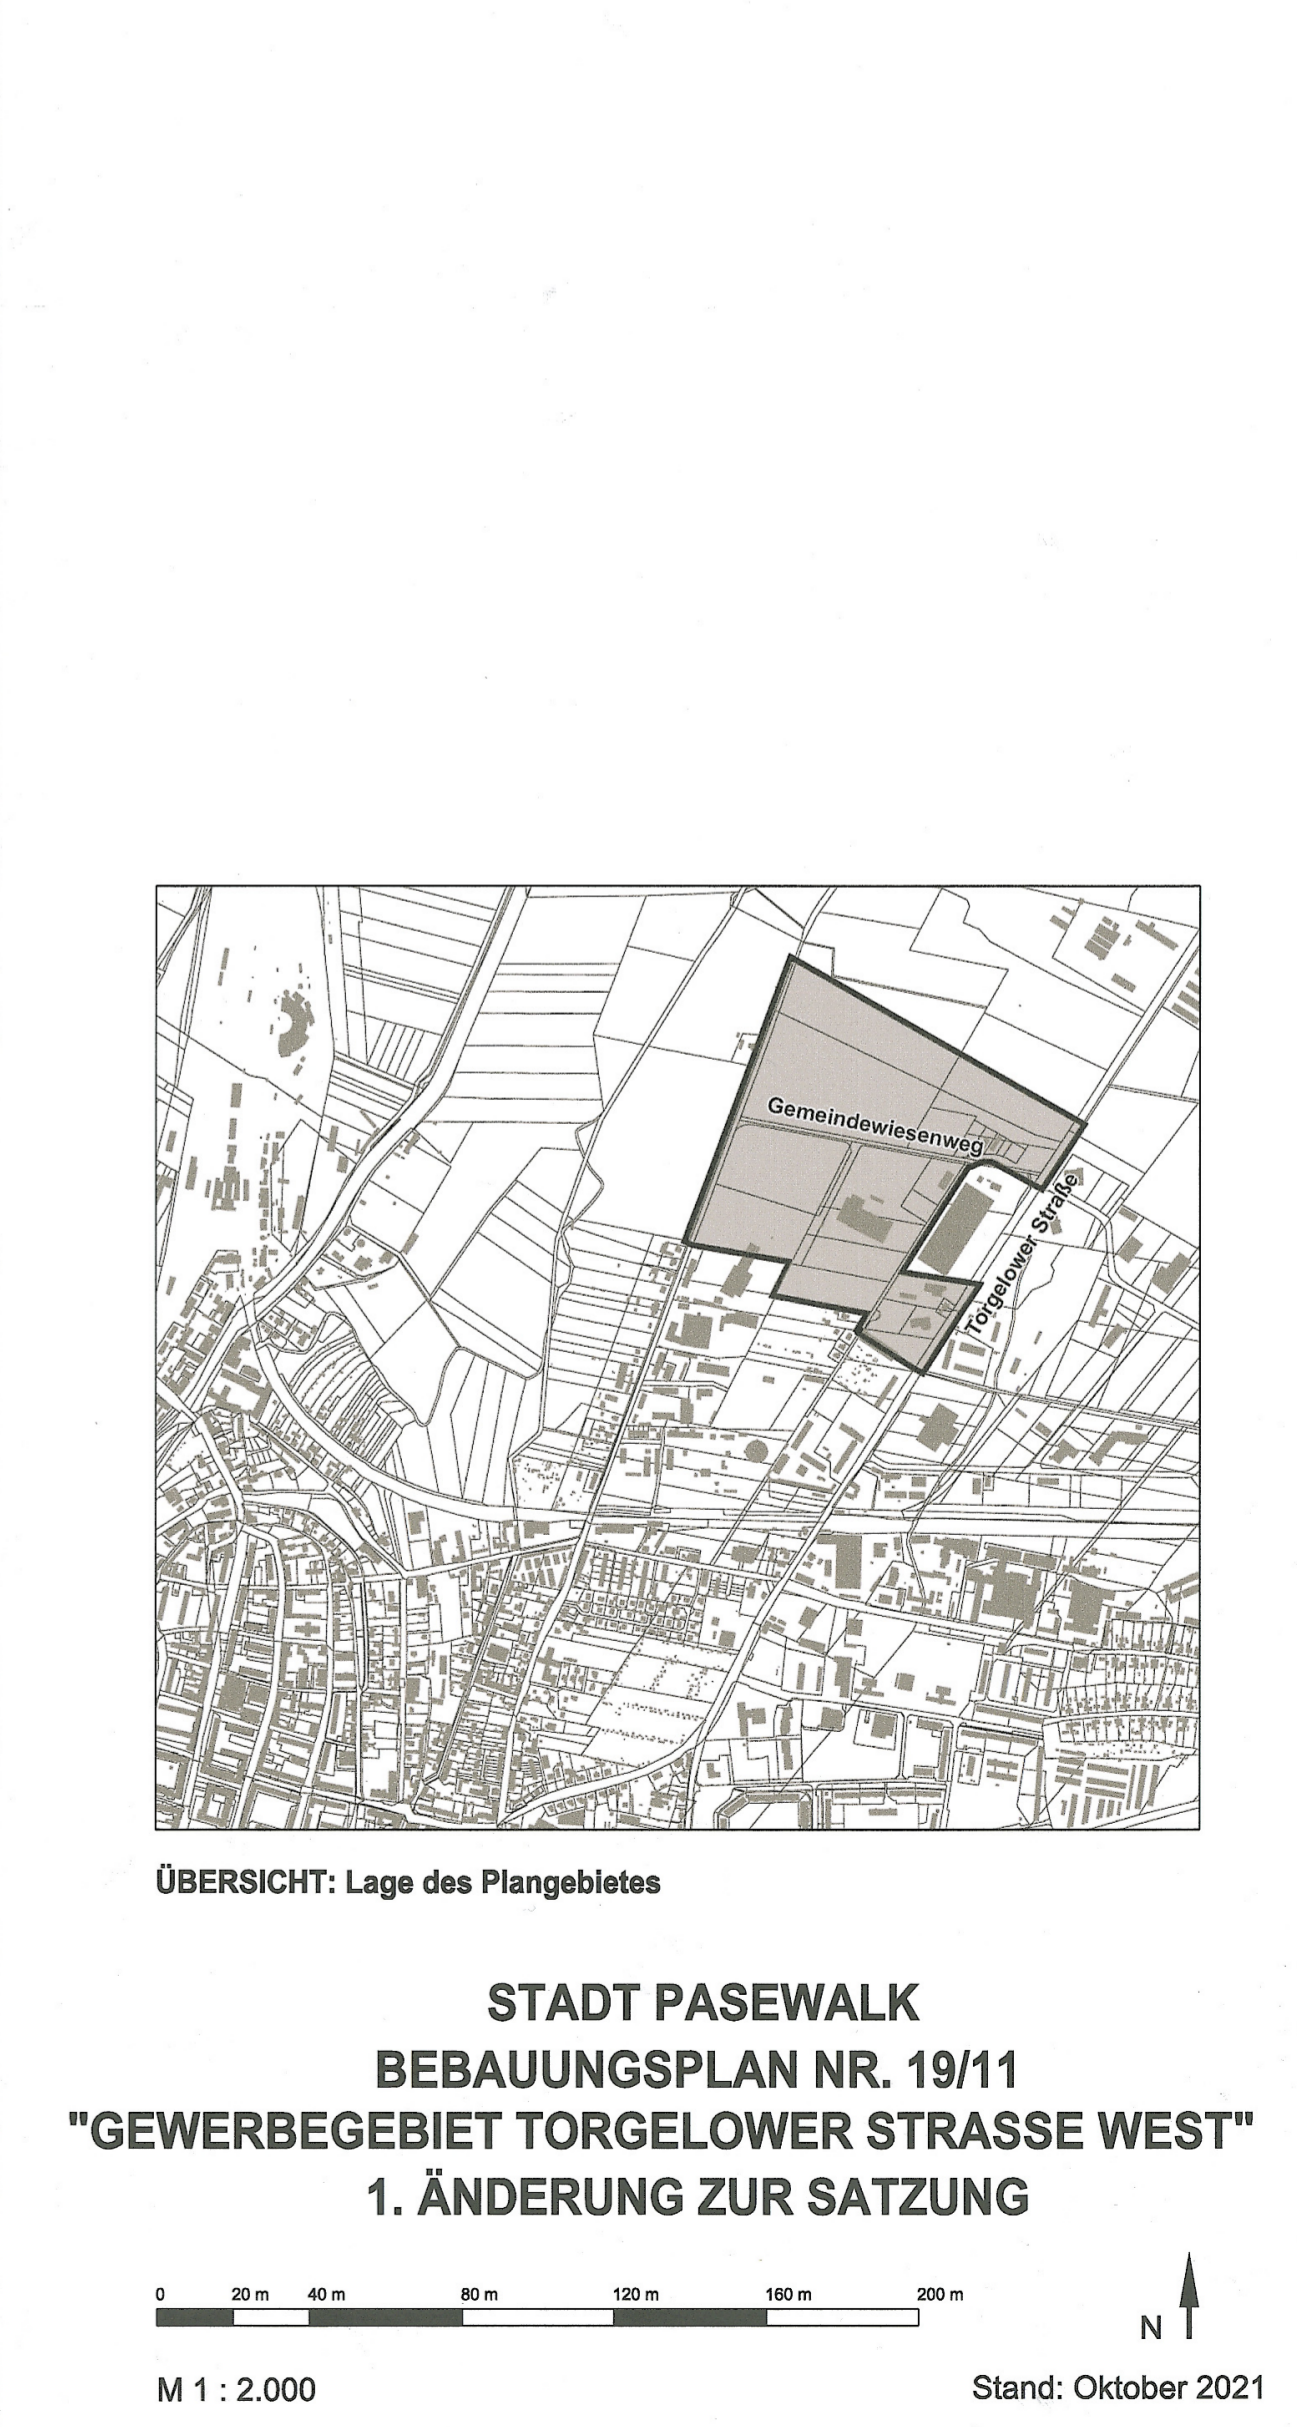 Gemeindewiesenweg
Torgelower Straße
ÜBERSICHT: Lage des Plangebietes
STADT PASEWALK
BEBAUUNGSPLAN NR. 19/11
"GEWERBEGEBIET TORGELOWER STRASSE WEST"
1. ÄNDERUNG ZUR SATZUNG
0 20 m 40 m 80 m 120 m 160 m 200 m
N
M 1 : 2.000
Stand: Oktober 2021